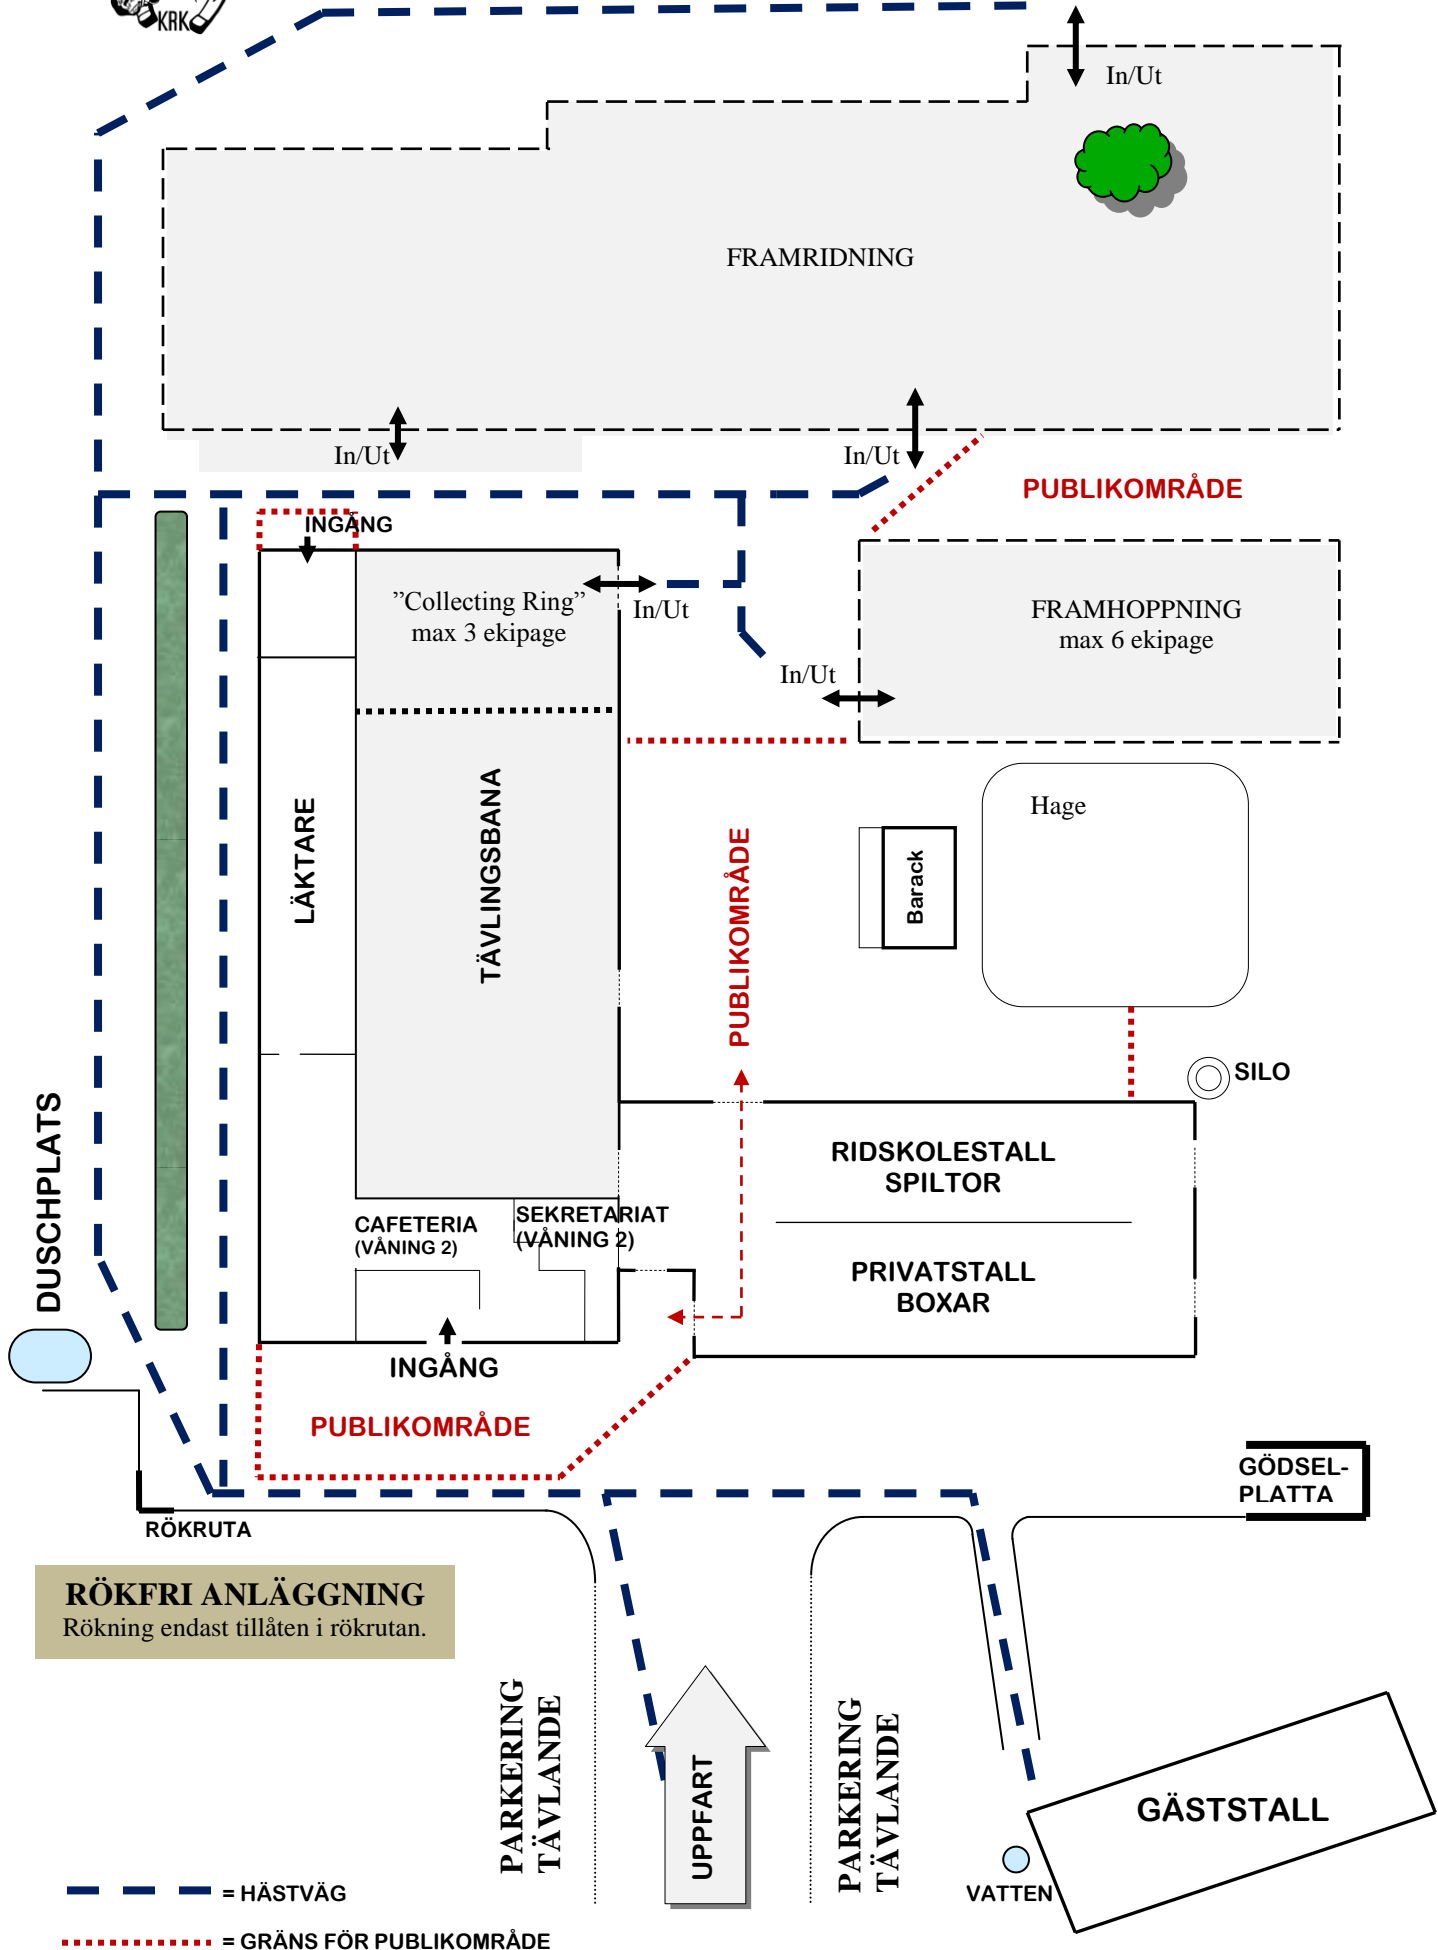 KRK
In/Ut
FRAMRIDNING
In/Ut
In/Ut
PUBLIKOMRÅDE
INGÅNG
”Collecting Ring”
max 3 ekipage
In/Ut
FRAMHOPPNING
max 6 ekipage
In/Ut
LÄKTARE
TÄVLINGSBANA
PUBLIKOMRÅDE
Hage
Barack
SILO
DUSCHPLATS
RIDSKOLESTALL
SPILTOR
CAFETERIA
(VÅNING 2)
SEKRETARIAT
(VÅNING 2)
PRIVATSTALL
BOXAR
INGÅNG
PUBLIKOMRÅDE
GÖDSEL-
PLATTA
RÖKRUTA
RÖKFRI ANLÄGGNING
Rökning endast tillåten i rökrutan.
PARKERING
TÄVLANDE
UPPFART
PARKERING
TÄVLANDE
GÄSTSTALL
VATTEN
= HÄSTVÄG
= GRÄNS FÖR PUBLIKOMRÅDE